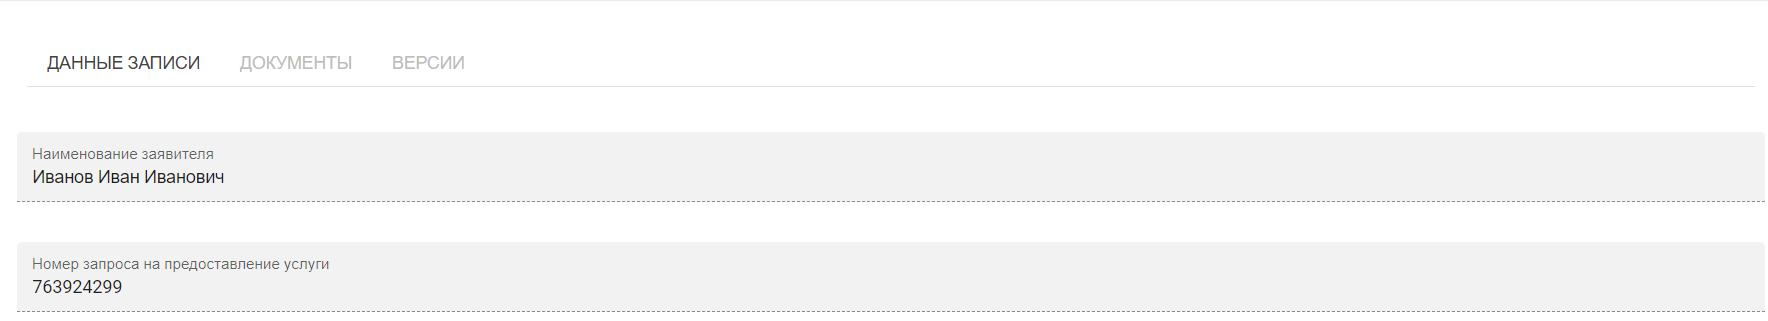 ДАННЫЕ ЗАПИСИ ДОКУМЕНТЫ ВЕРСИИ
Наименование заявителя
Иванов Иван Иванович
Номер запроса на предоставление услуги
763924299